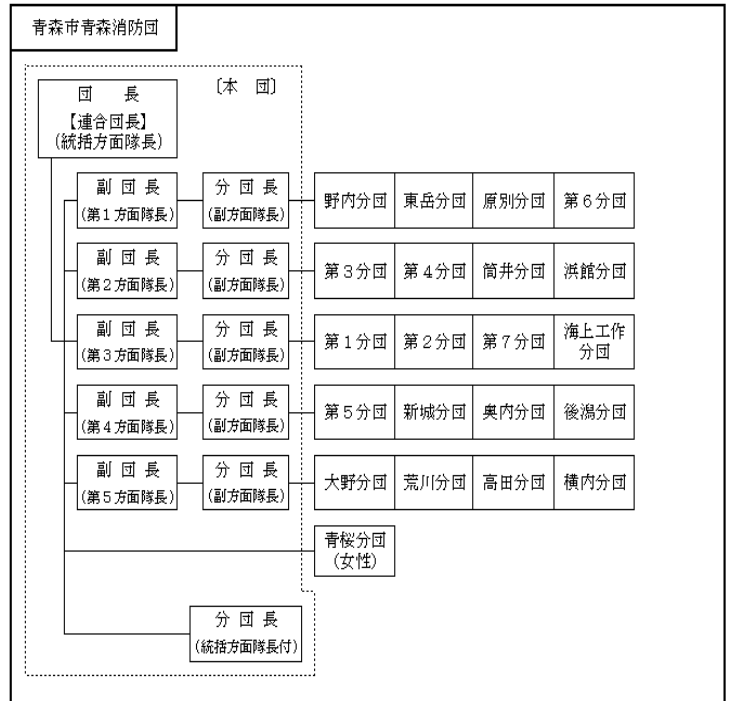 青森市青森消防団
〔本 団〕
団 長
【連合団長】
(統括方面隊長)
副 団 長
(第1方面隊長)
分 団 長
(副方面隊長)
野内分団
東岳分団
原別分団
第6分団
副 団 長
(第2方面隊長)
分 団 長
(副方面隊長)
第3分団
第4分団
筒井分団
浜館分団
副 団 長
(第3方面隊長)
分 団 長
(副方面隊長)
第1分団
第2分団
第7分団
海上工作
分団
副 団 長
(第4方面隊長)
分 団 長
(副方面隊長)
第5分団
新城分団
奥内分団
後潟分団
副 団 長
(第5方面隊長)
分 団 長
(副方面隊長)
大野分団
荒川分団
高田分団
横内分団
青桜分団
(女性)
分 団 長
(統括方面隊長付)